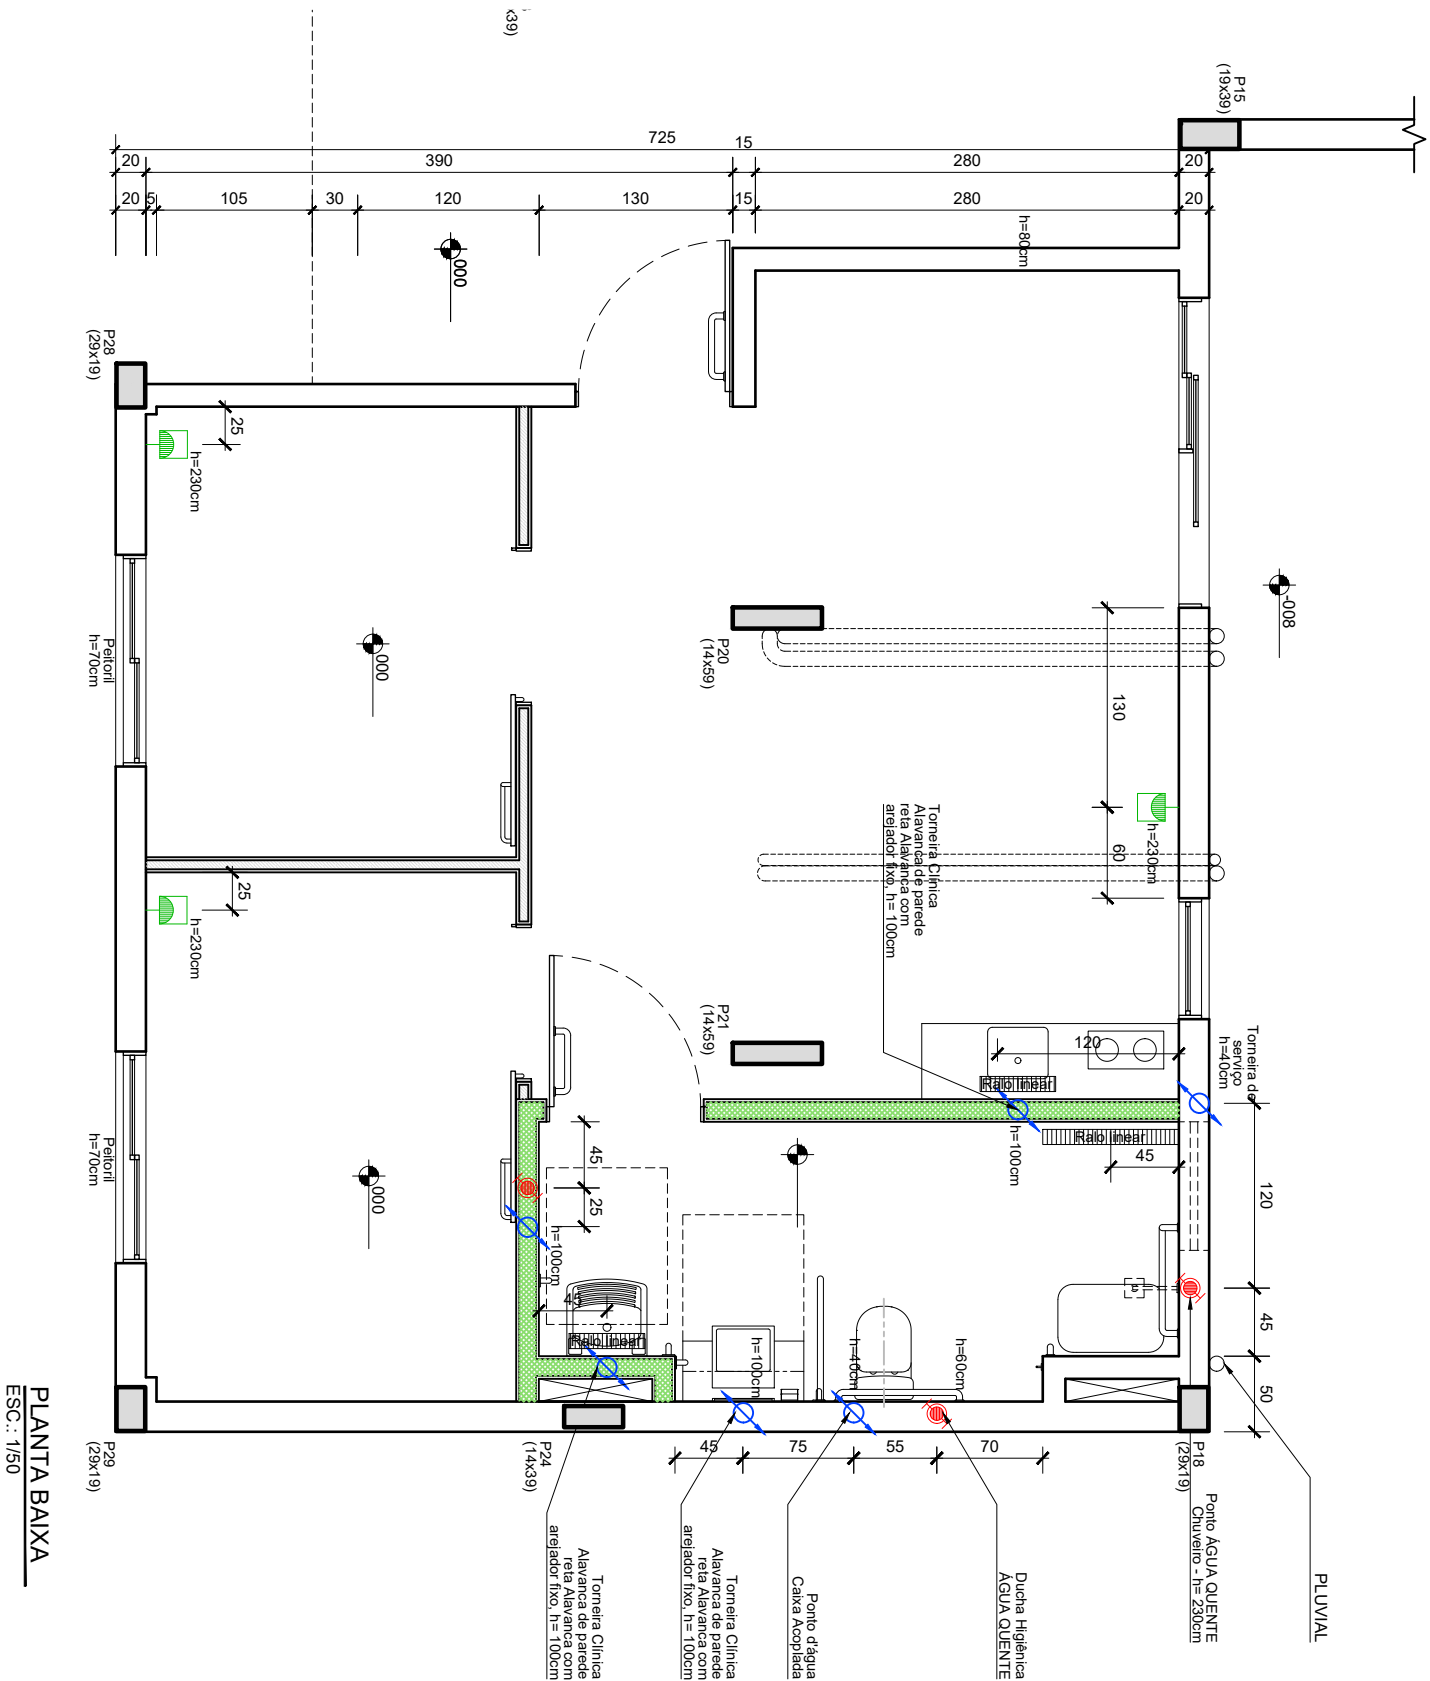 x39)
P15
(19x39)
725
15
20
390
280
20
20
5
105
30
120
130
15
280
20
h=80cm
000
P28
(29x19)
25
h=230cm
-008
Peitoril
h=70cm
000
P20
(14x59)
130
60
h=230cm
Torneira Clínica
Alavanca de parede
reta Alavanca com
arejador fixo, h= 100cm
25
h=230cm
P21
(14x59)
120
Ralo linear
Torneira de
serviço
h=40cm
h=100cm
Ralo linear
45
120
45
50
Peitoril
h=70cm
000
45
25
h=100cm
45
Ralo linear
h=100cm
h=40cm
h=60cm
P29
(29x19)
P24
(14x39)
45
75
55
70
P18
(29x19)
Ponto ÁGUA QUENTE
Chuveiro - h= 230cm
PLUVIAL
Ducha Higiênica
ÁGUA QUENTE
Ponto d'água
Caixa Acoplada
Torneira Clínica
Alavanca de parede
reta Alavanca com
arejador fixo, h= 100cm
Torneira Clínica
Alavanca de parede
reta Alavanca com
arejador fixo, h= 100cm
PLANTA BAIXA
ESC.: 1/50